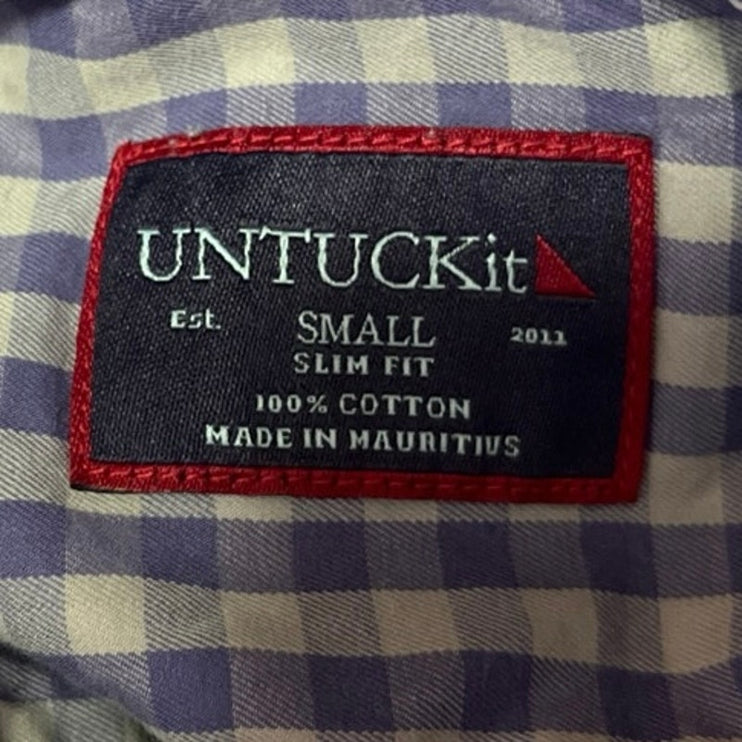 UNTUCKit
Est. SMALL 2011
SLIM FIT
100% COTTON
MADE IN MAURITIUS